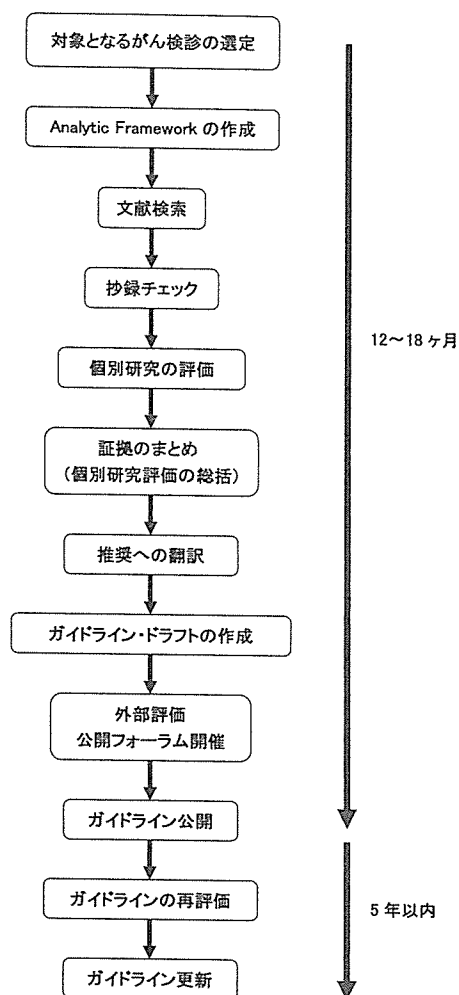 対象となるがん検診の選定
Analytic Framework の作成
文献検索
抄録チェック
個別研究の評価
証拠のまとめ
(個別研究評価の総括)
推奨への翻訳
ガイドライン・ドラフトの作成
外部評価
公開フォーラム開催
ガイドライン公開
ガイドラインの再評価
ガイドライン更新
12~18ヶ月
5年以内